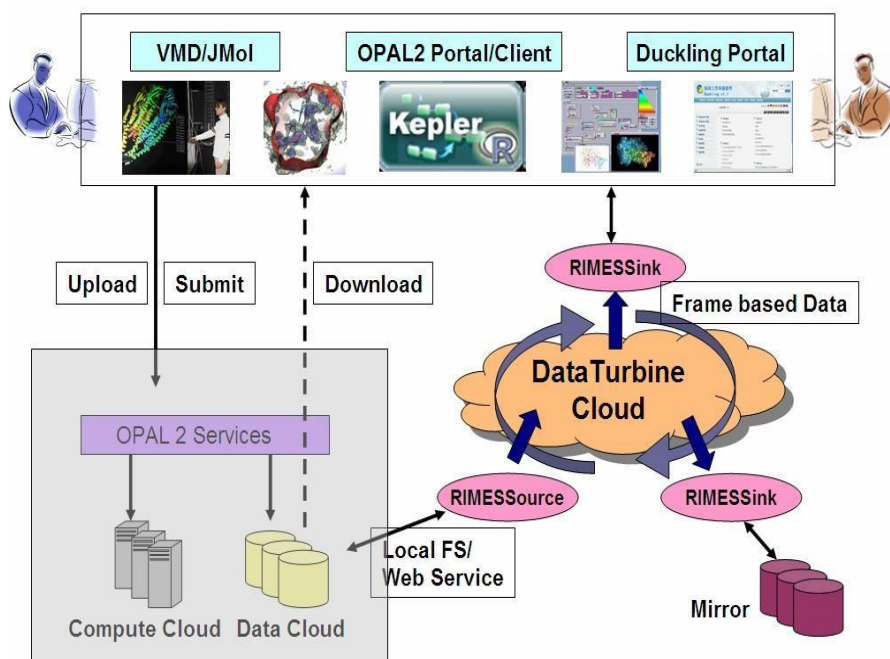 VMD/JMol
OPAL2 Portal/Client
Duckling Portal
Kepler
R
Upload
Submit
Download
RIMESSink
Frame based Data
DataTurbine
Cloud
OPAL 2 Services
RIMESSource
RIMESSink
Local FS/
Web Service
Compute Cloud
Data Cloud
Mirror